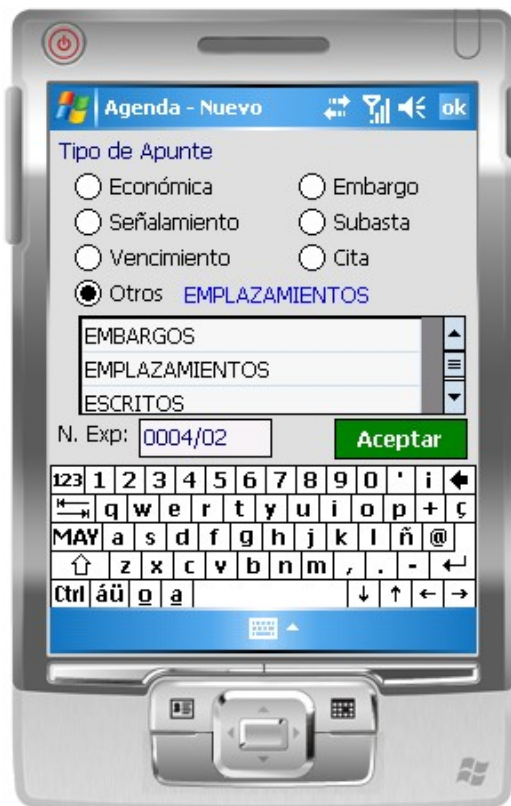 Agenda - Nuevo ok
Tipo de Apunte
Económica Embargo
Señalamiento Subasta
Vencimiento Cita
Otros EMPLAZAMIENTOS
EMBARGOS
EMPLAZAMIENTOS
ESCRITOS
N. Exp: 0004/02 Aceptar
123 1 2 3 4 5 6 7 8 9 0 ' ¡
q w e r t y u i o p + ç
MAY a s d f g h j k l ñ @
z x c v b n m , . -
Ctrl áü o a ↓ ↑ ← →